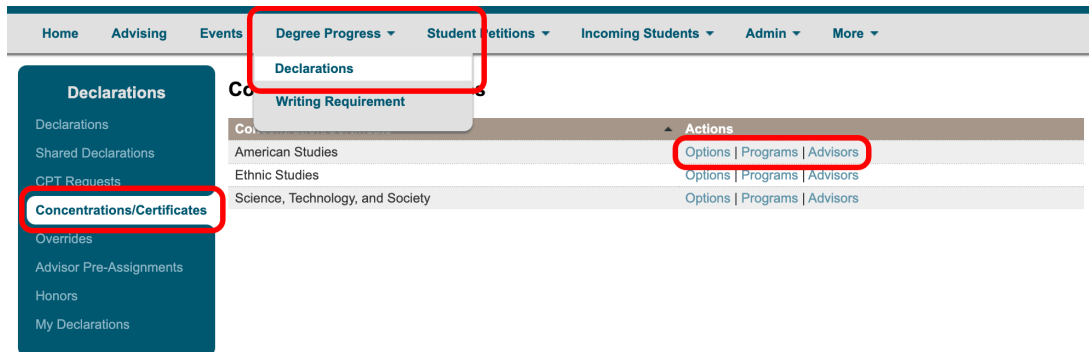 Home Advising Events Degree Progress Student Petitions Incoming Students Admin More
Declarations
Writing Requirement
Declarations
Declarations
Shared Declarations
CPT Requests
Concentrations/Certificates
Overrides
Advisor Pre-Assignments
Honors
My Declarations
Actions
American Studies Options | Programs | Advisors
Ethnic Studies Options | Programs | Advisors
Science, Technology, and Society Options | Programs | Advisors